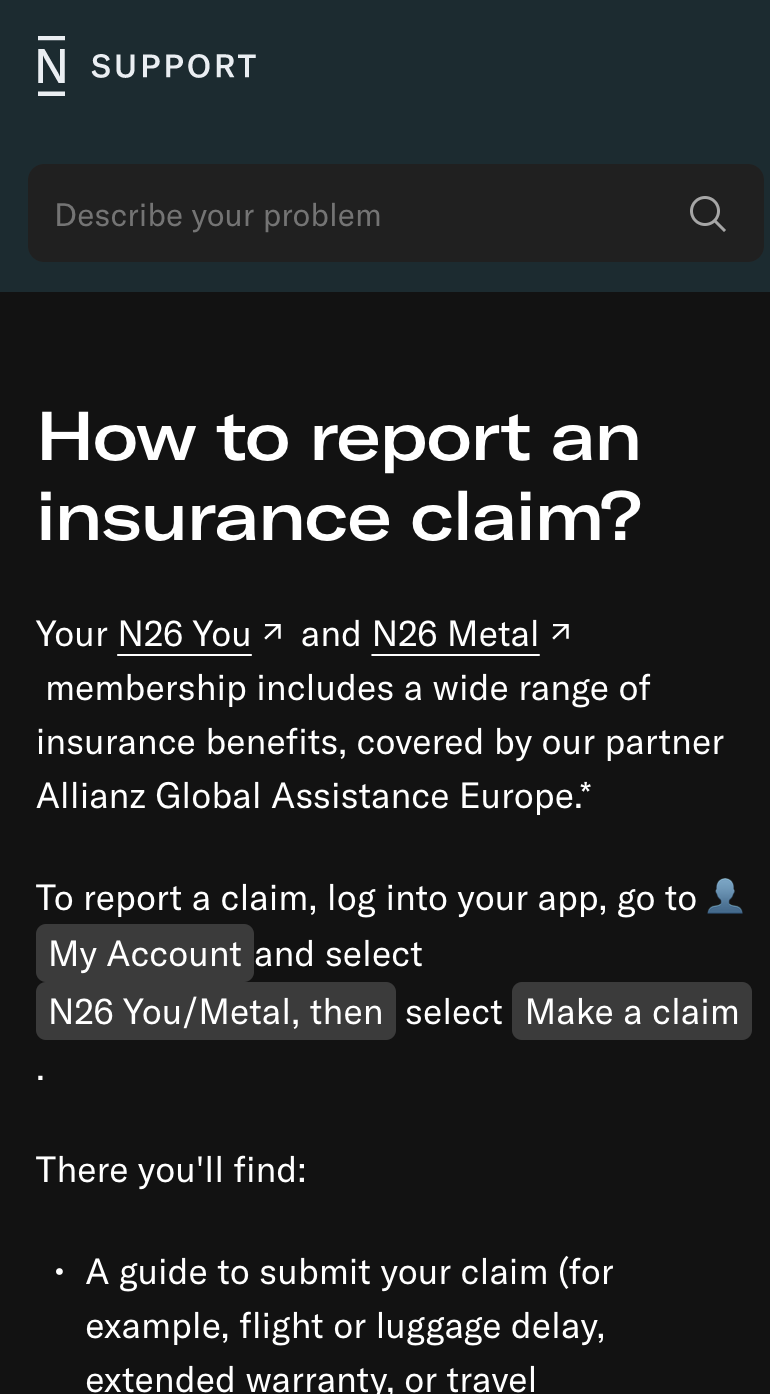 N SUPPORT
Describe your problem
How to report an
insurance claim?
Your N26 You ↗ and N26 Metal ↗
membership includes a wide range of
insurance benefits, covered by our partner
Allianz Global Assistance Europe.*
To report a claim, log into your app, go to 👤
My Account and select
N26 You/Metal, then select Make a claim
.
There you'll find:
• A guide to submit your claim (for
example, flight or luggage delay,
extended warranty, or travel